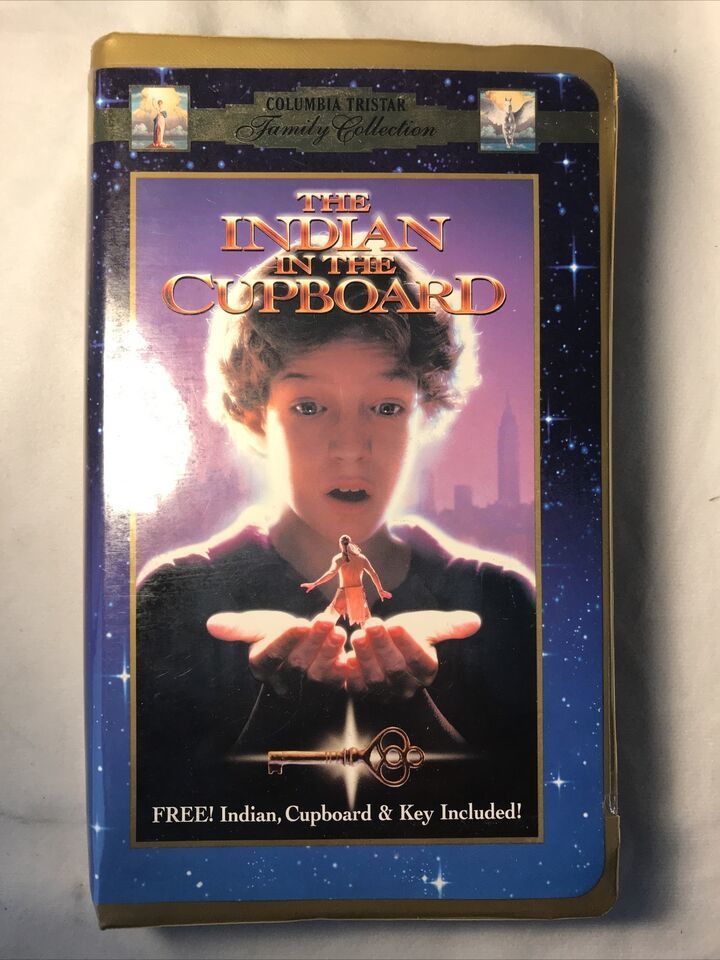 COLUMBIA TRISTAR
Family Collection
THE
INDIAN
IN THE
CUPBOARD
FREE! Indian, Cupboard & Key Included!